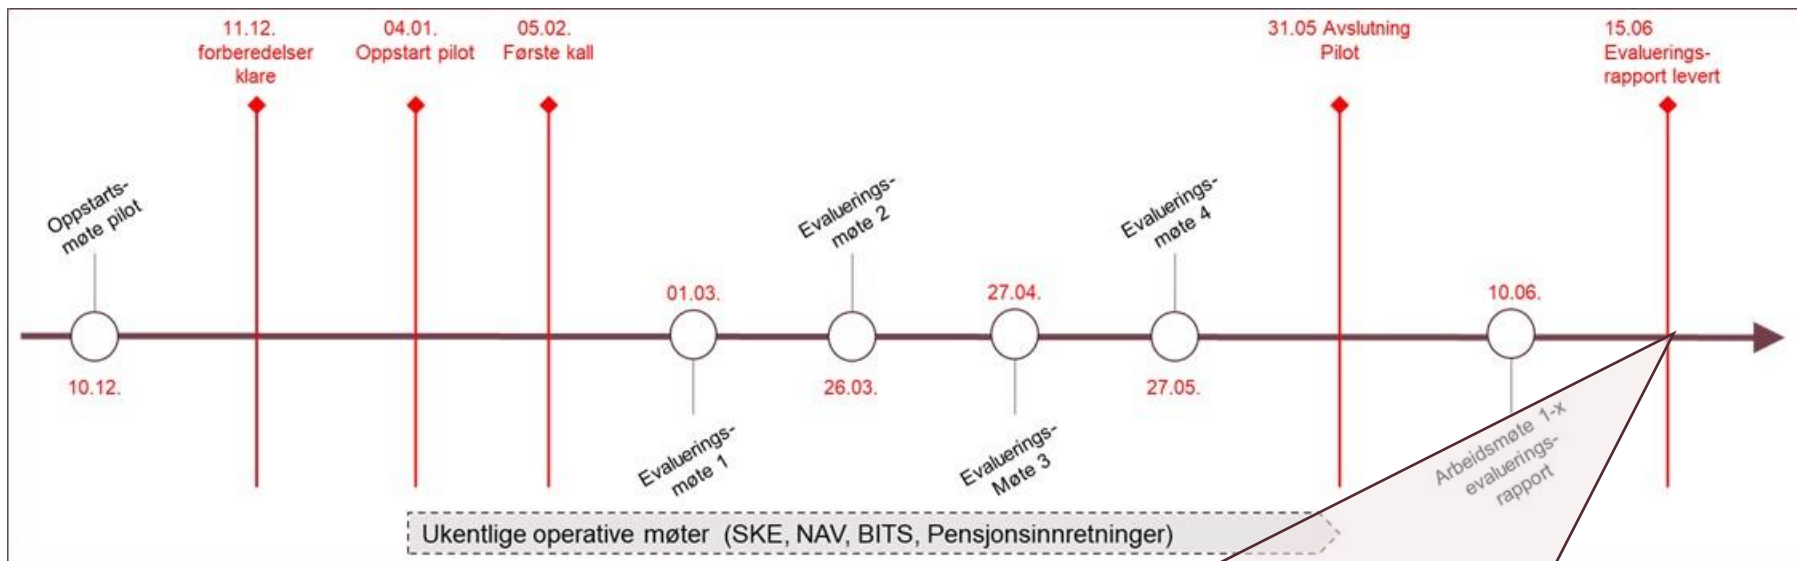 11.12.
forberedelser
klare
04.01.
Oppstart pilot
05.02.
Første kall
31.05 Avslutning
Pilot
15.06
Evaluerings-
rapport levert
Oppstarts-
møte pilot
10.12.
01.03.
Evaluerings-
møte 1
Evaluerings-
møte 2
26.03.
27.04.
Evaluerings-
Møte 3
Evaluerings-
møte 4
27.05.
10.06.
Arbeidsmøte 1-x
evaluerings-
rapport
Ukentlige operative møter (SKE, NAV, BITS, Pensjonsinnretninger)